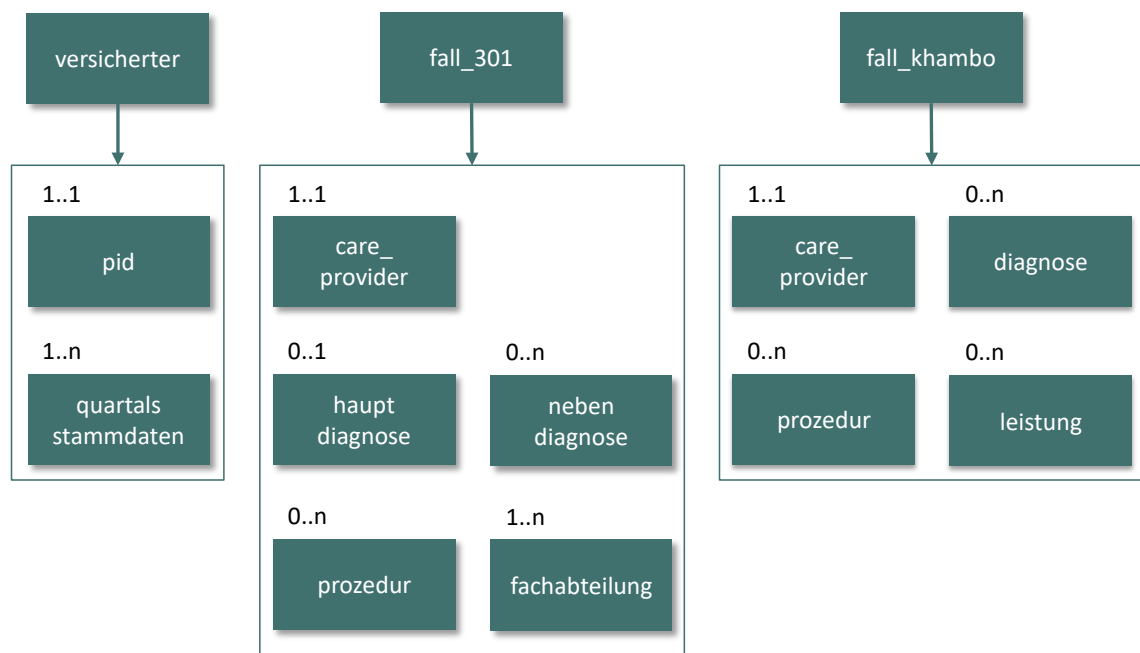 versicherter
fall_301
fall_khambo
1..1
pid
1..n
quartals
stammdaten
1..1
care_
provider
0..1
haupt
diagnose
0..n
neben
diagnose
0..n
prozedur
1..n
fachabteilung
1..1
care_
provider
0..n
diagnose
0..n
prozedur
0..n
leistung